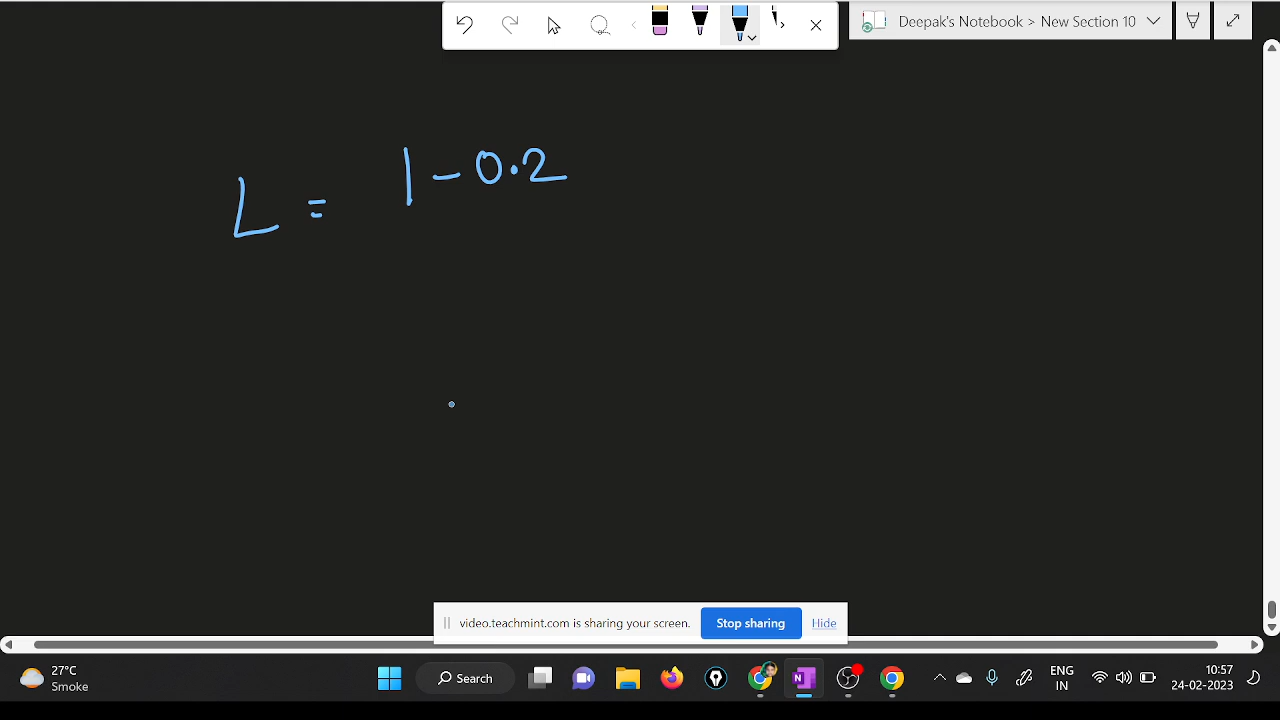 Deepak's Notebook > New Section 10
L = 1 - 0.2
video.teachmint.com is sharing your screen. Stop sharing Hide
27°C
Smoke
Search
ENG
IN
10:57
24-02-2023